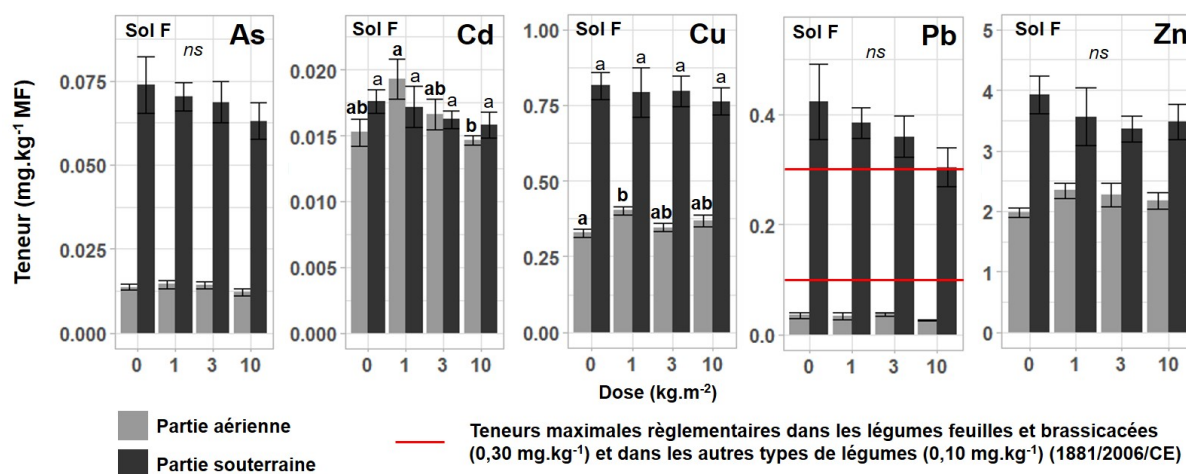 Sol F As
ns
Sol F Cd
a
ab a a ab a a
b
Sol F Cu
a a a a
a b ab ab
Sol F Pb
ns
Sol F Zn
ns
Teneur (mg.kg⁻¹ MF)
0.075
0.050
0.025
0.000
0.020
0.015
0.010
0.005
0.000
1.00
0.75
0.50
0.25
0.00
0.4
0.2
0.0
5
4
3
2
1
0
0 1 3 10
0 1 3 10
0 1 3 10
0 1 3 10
0 1 3 10
Dose (kg.m⁻²)
Partie aérienne
Partie souterraine
Teneurs maximales règlementaires dans les légumes feuilles et brassicacées
(0,30 mg.kg⁻¹) et dans les autres types de légumes (0,10 mg.kg⁻¹) (1881/2006/CE)